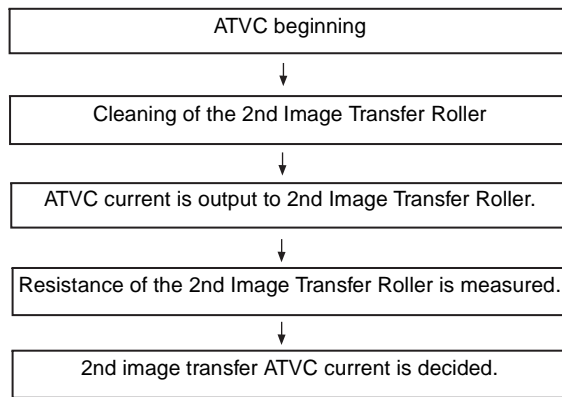 ATVC beginning
Cleaning of the 2nd Image Transfer Roller
ATVC current is output to 2nd Image Transfer Roller.
Resistance of the 2nd Image Transfer Roller is measured.
2nd image transfer ATVC current is decided.